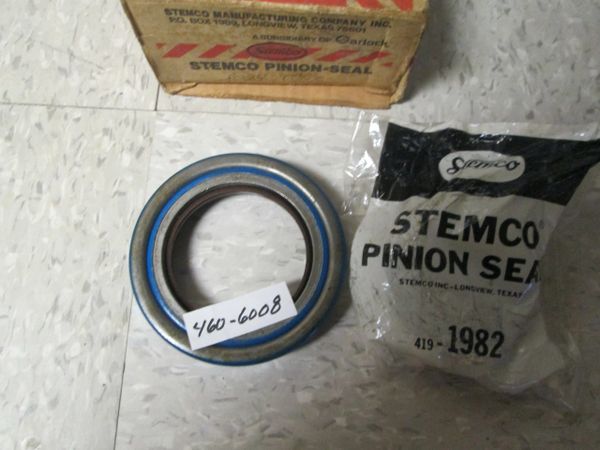 STEMCO MANUFACTURING COMPANY INC.
P.O. BOX 1989, LONGVIEW, TEXAS 75601
A SUBSIDIARY OF Garlock
Stemco
STEMCO PINION-SEAL
460-6008
Stemco
STEMCO
PINION SEA
STEMCO INC-LONGVIEW, TEXAS
419-1982